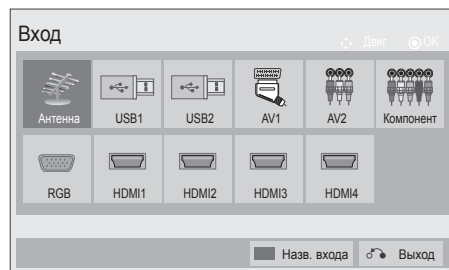 Вход
Двиг OK
Антенна USB1 USB2 AV1 AV2 Компонент
RGB HDMI1 HDMI2 HDMI3 HDMI4
Назв. входа Выход